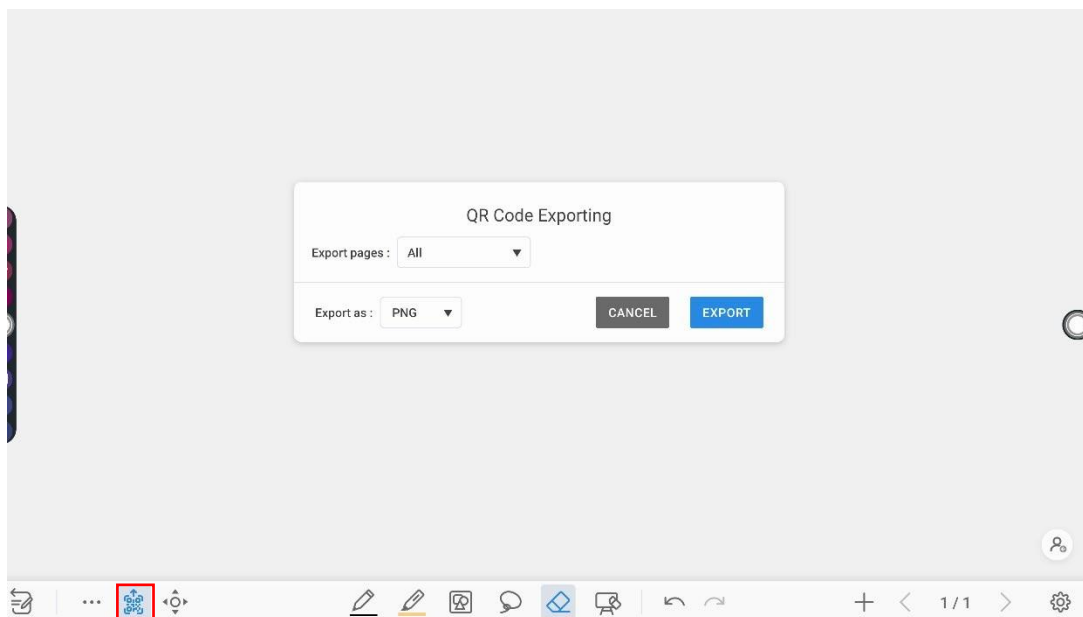 QR Code Exporting
Export pages : All
Export as : PNG CANCEL EXPORT
1/1